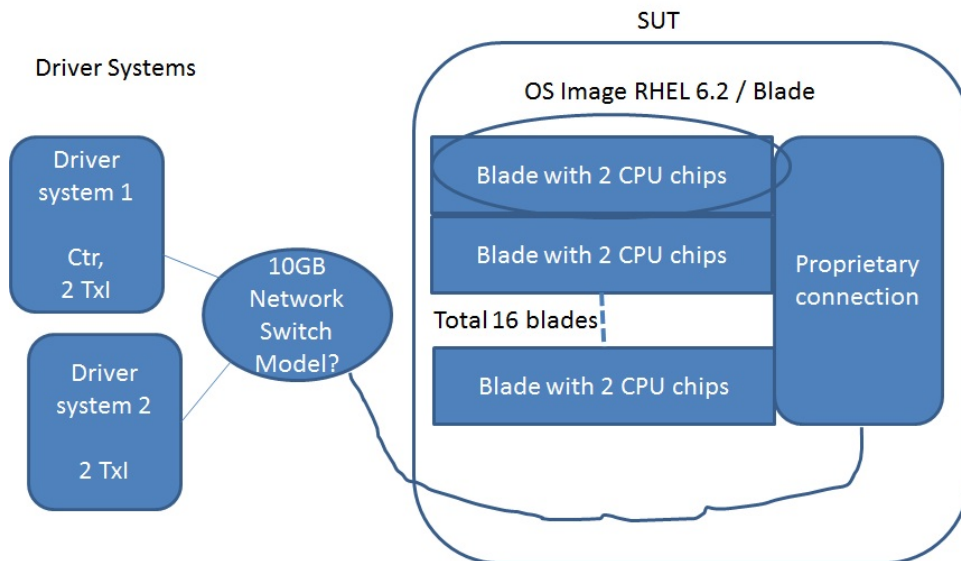 SUT
Driver Systems
OS Image RHEL 6.2 / Blade
Driver
system 1
Ctr,
2 TxI
Driver
system 2
2 TxI
10GB
Network
Switch
Model?
Blade with 2 CPU chips
Blade with 2 CPU chips
Total 16 blades
Blade with 2 CPU chips
Proprietary
connection